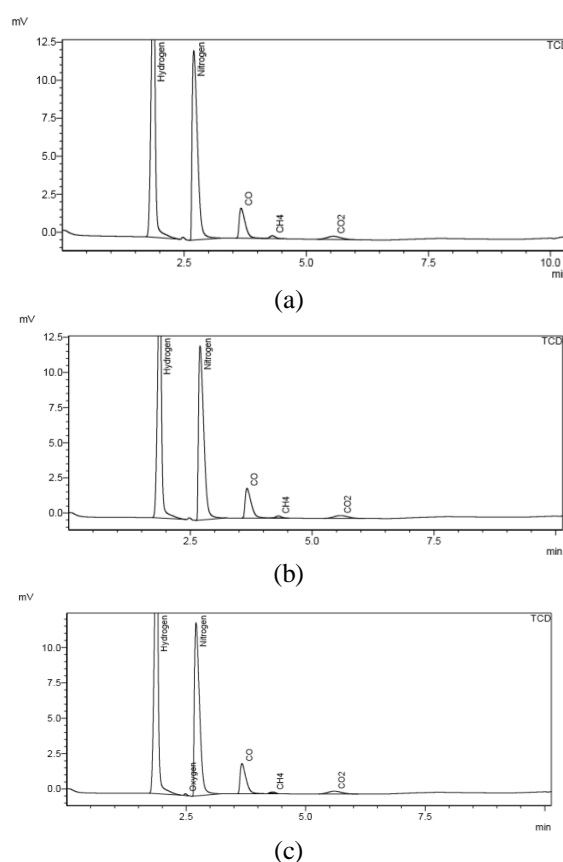 mV
TCD
12.5
10.0
7.5
5.0
2.5
0.0
Hydrogen
Nitrogen
CO
CH4
CO2
2.5 5.0 7.5 10.0
min
(a)
mV
TCD
12.5
10.0
7.5
5.0
2.5
0.0
Hydrogen
Nitrogen
CO
CH4
CO2
2.5 5.0 7.5
min
(b)
mV
TCD
10.0
7.5
5.0
2.5
0.0
Hydrogen
Oxygen
Nitrogen
CO
CH4
CO2
2.5 5.0 7.5
min
(c)